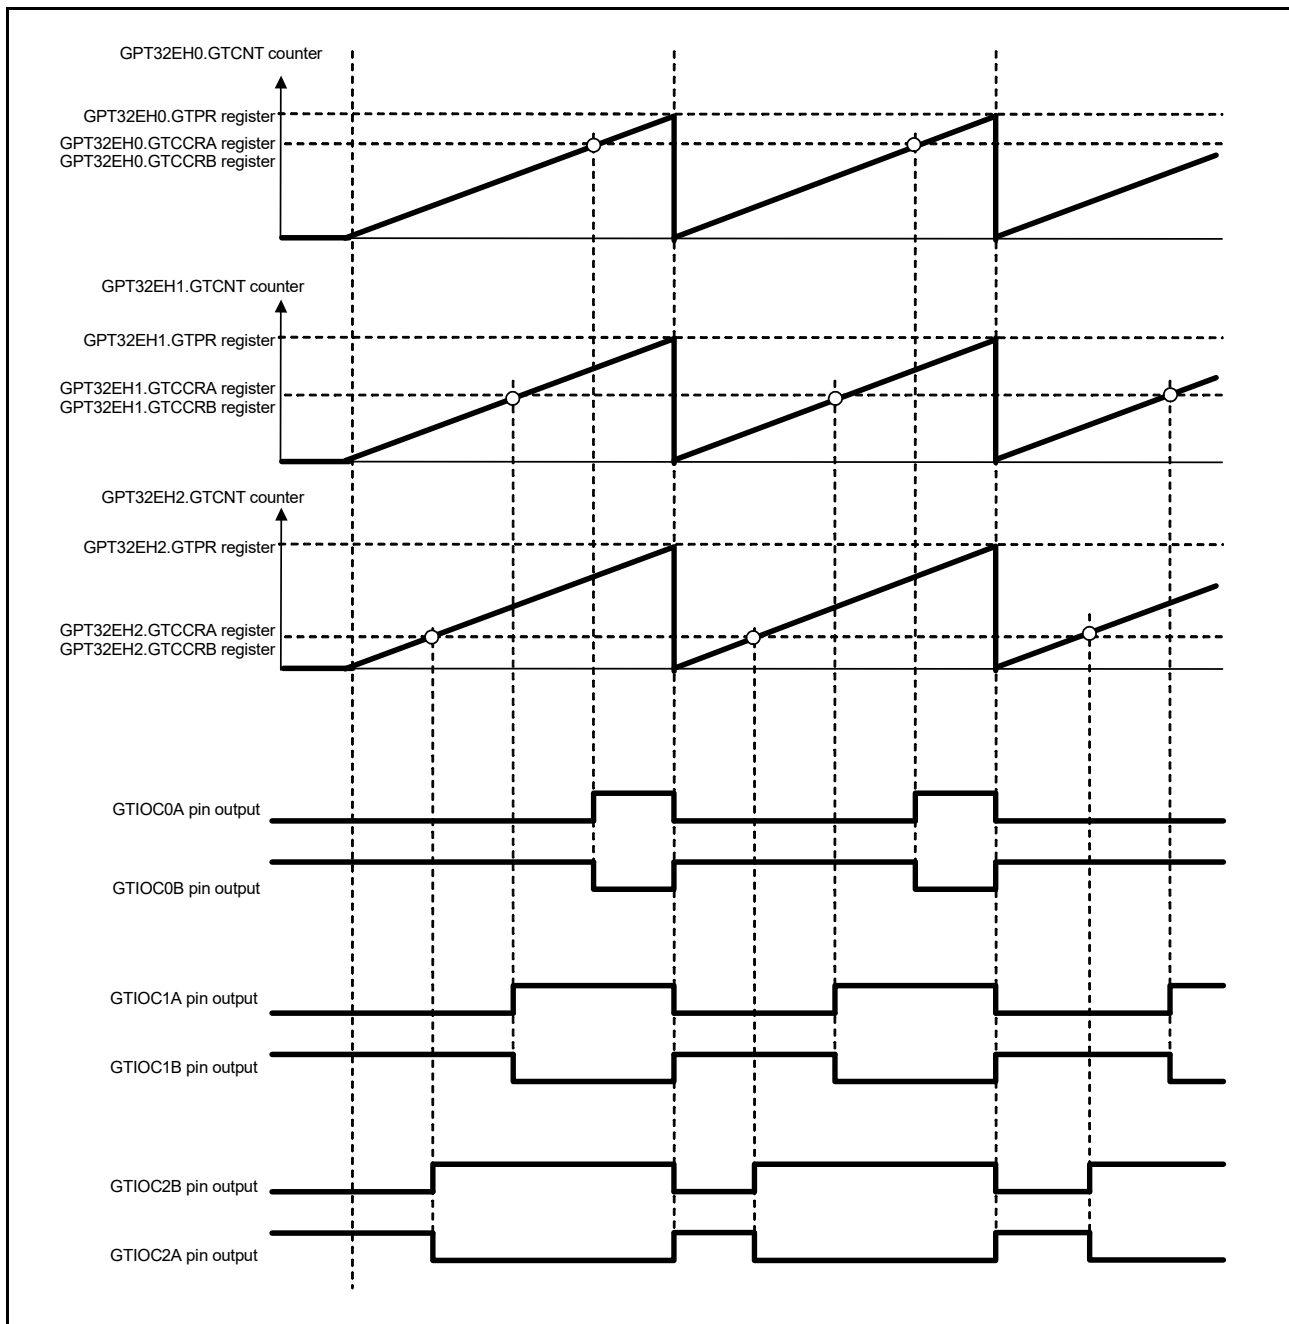 GPT32EH0.GTCNT counter
GPT32EH0.GTPR register
GPT32EH0.GTCCRA register
GPT32EH0.GTCCRB register
GPT32EH1.GTCNT counter
GPT32EH1.GTPR register
GPT32EH1.GTCCRA register
GPT32EH1.GTCCRB register
GPT32EH2.GTCNT counter
GPT32EH2.GTPR register
GPT32EH2.GTCCRA register
GPT32EH2.GTCCRB register
GTIOC0A pin output
GTIOC0B pin output
GTIOC1A pin output
GTIOC1B pin output
GTIOC2B pin output
GTIOC2A pin output